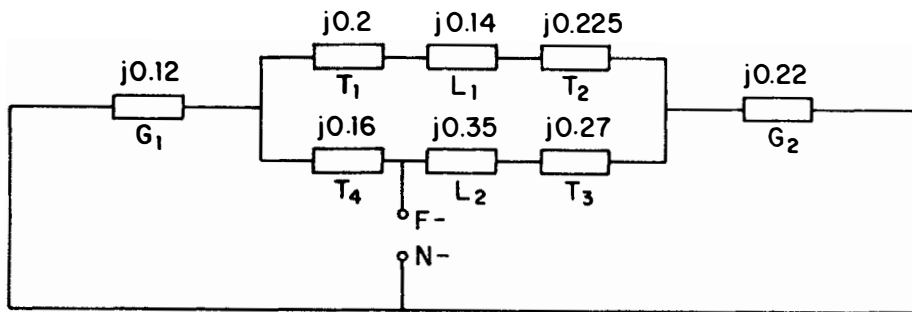 j0.2 j0.14 j0.225
j0.12
T1 L1 T2
j0.22
G1
j0.16 j0.35 j0.27
G2
T4 L2 T3
F-
N-